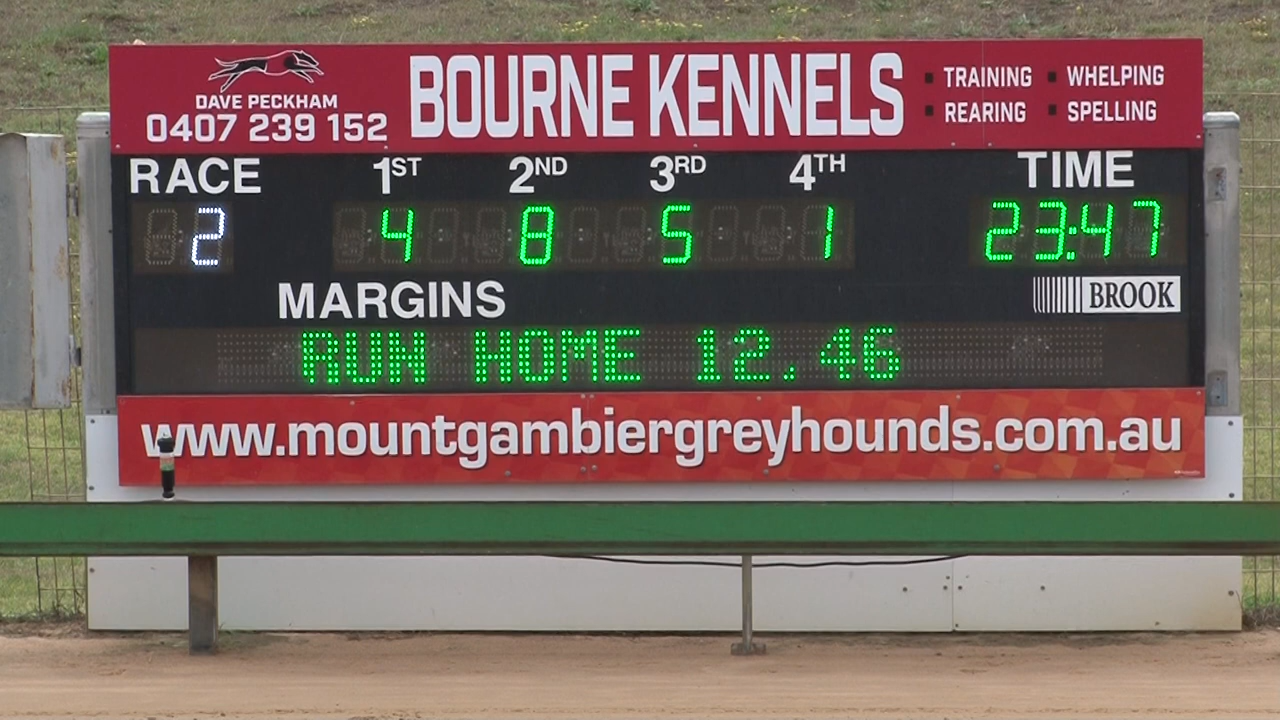 BOURNE KENNELS
DAVE PECKHAM
0407 239 152
TRAINING
WHELPING
REARING
SPELLING
RACE 1ST 2ND 3RD 4TH TIME
2 4 8 5 1 23:47
MARGINS
BROOK
RUN HOME 12.46
www.mountgambiergreyhounds.com.au